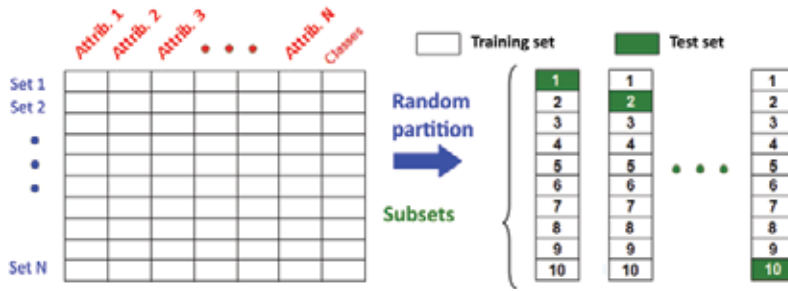 Attrib. 1
Attrib. 2
Attrib. 3
Attrib. N
Classes
Set 1
Set 2
Set N
Random
partition
Subsets
Training set
Test set
1
2
3
4
5
6
7
8
9
10
1
2
3
4
5
6
7
8
9
10
1
2
3
4
5
6
7
8
9
10